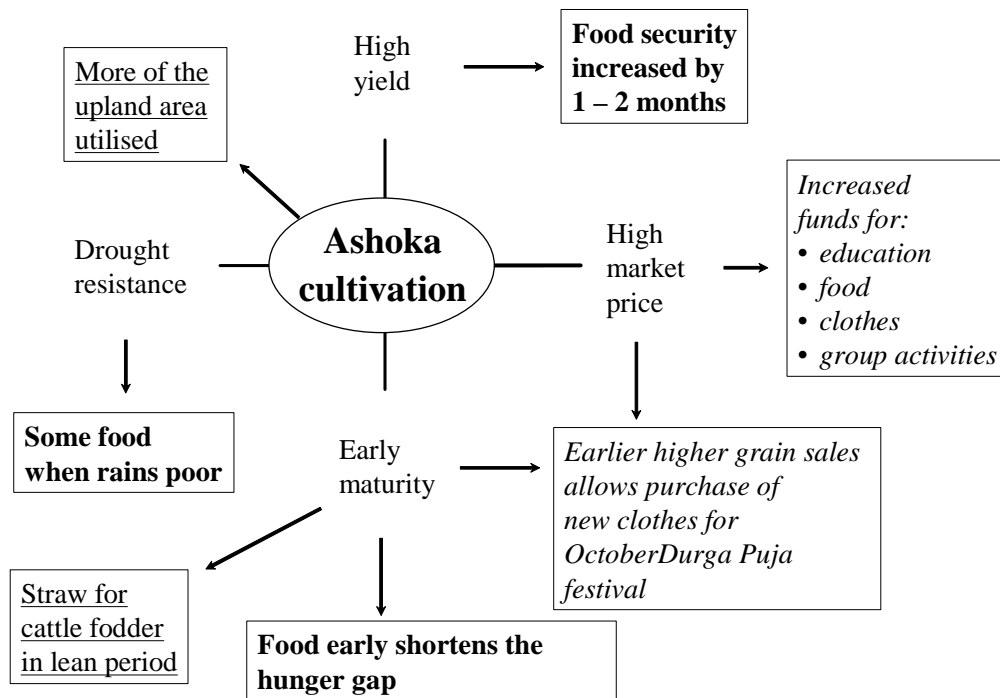 High
yield
Food security
increased by
1 – 2 months
More of the
upland area
utilised
Increased
funds for:
• education
• food
• clothes
• group activities
Drought
resistance
Ashoka
cultivation
High
market
price
Some food
when rains poor
Early
maturity
Earlier higher grain sales
allows purchase of
new clothes for
OctoberDurga Puja
festival
Straw for
cattle fodder
in lean period
Food early shortens the
hunger gap